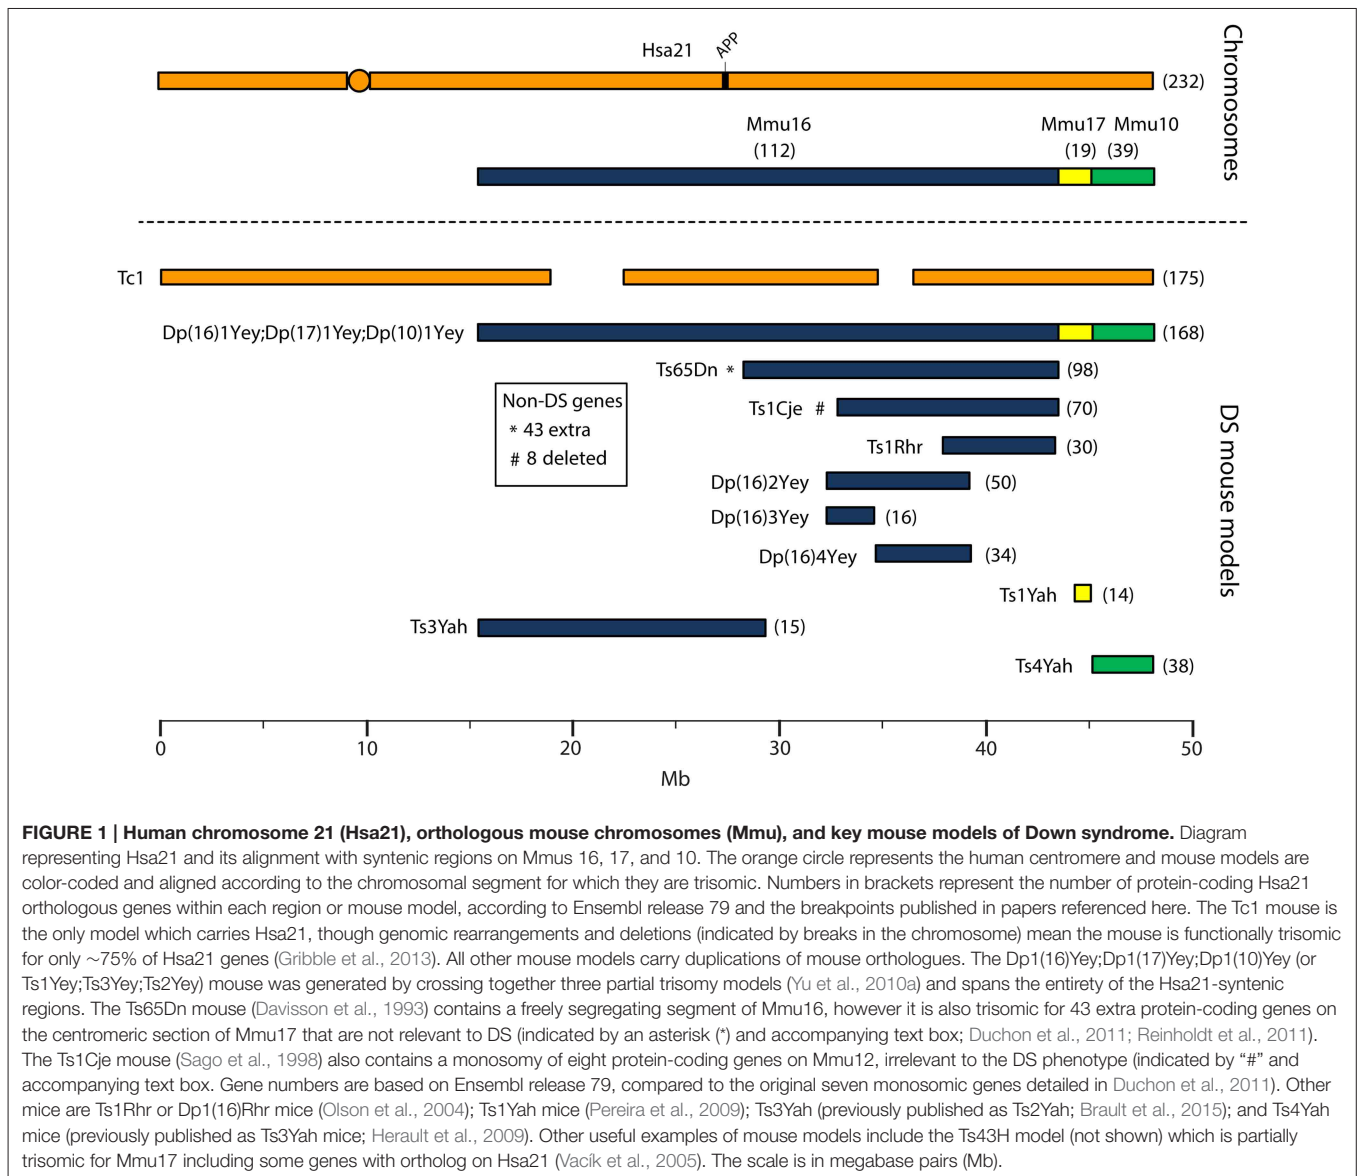 Hsa21
APP
(232)
Chromosomes
Mmu16
Mmu17
Mmu10
(112)
(19)
(39)
Tc1
(175)
Dp(16)1Yey;Dp(17)1Yey;Dp(10)1Yey
(168)
Ts65Dn *
(98)
Non-DS genes
* 43 extra
# 8 deleted
Ts1Cje #
(70)
DS mouse models
Ts1Rhr
(30)
Dp(16)2Yey
(50)
Dp(16)3Yey
(16)
Dp(16)4Yey
(34)
Ts1Yah
(14)
Ts3Yah
(15)
Ts4Yah
(38)
0
10
20
30
40
50
Mb
FIGURE 1 | Human chromosome 21 (Hsa21), orthologous mouse chromosomes (Mmu), and key mouse models of Down syndrome. Diagram
representing Hsa21 and its alignment with syntenic regions on Mmus 16, 17, and 10. The orange circle represents the human centromere and mouse models are
color-coded and aligned according to the chromosomal segment for which they are trisomic. Numbers in brackets represent the number of protein-coding Hsa21
orthologous genes within each region or mouse model, according to Ensembl release 79 and the breakpoints published in papers referenced here. The Tc1 mouse is
the only model which carries Hsa21, though genomic rearrangements and deletions (indicated by breaks in the chromosome) mean the mouse is functionally trisomic
for only ~75% of Hsa21 genes (Gribble et al., 2013). All other mouse models carry duplications of mouse orthologues. The Dp1(16)Yey;Dp1(17)Yey;Dp1(10)Yey (or
Ts1Yey;Ts3Yey;Ts2Yey) mouse was generated by crossing together three partial trisomy models (Yu et al., 2010a) and spans the entirety of the Hsa21-syntenic
regions. The Ts65Dn mouse (Davisson et al., 1993) contains a freely segregating segment of Mmu16, however it is also trisomic for 43 extra protein-coding genes on
the centromeric section of Mmu17 that are not relevant to DS (indicated by an asterisk (*) and accompanying text box; Duchon et al., 2011; Reinholdt et al., 2011).
The Ts1Cje mouse (Sago et al., 1998) also contains a monosomy of eight protein-coding genes on Mmu12, irrelevant to the DS phenotype (indicated by “#” and
accompanying text box. Gene numbers are based on Ensembl release 79, compared to the original seven monosomic genes detailed in Duchon et al., 2011). Other
mice are Ts1Rhr or Dp1(16)Rhr mice (Olson et al., 2004); Ts1Yah mice (Pereira et al., 2009); Ts3Yah (previously published as Ts2Yah; Brault et al., 2015); and Ts4Yah
mice (previously published as Ts3Yah mice; Herault et al., 2009). Other useful examples of mouse models include the Ts43H model (not shown) which is partially
trisomic for Mmu17 including some genes with ortholog on Hsa21 (Vacík et al., 2005). The scale is in megabase pairs (Mb).